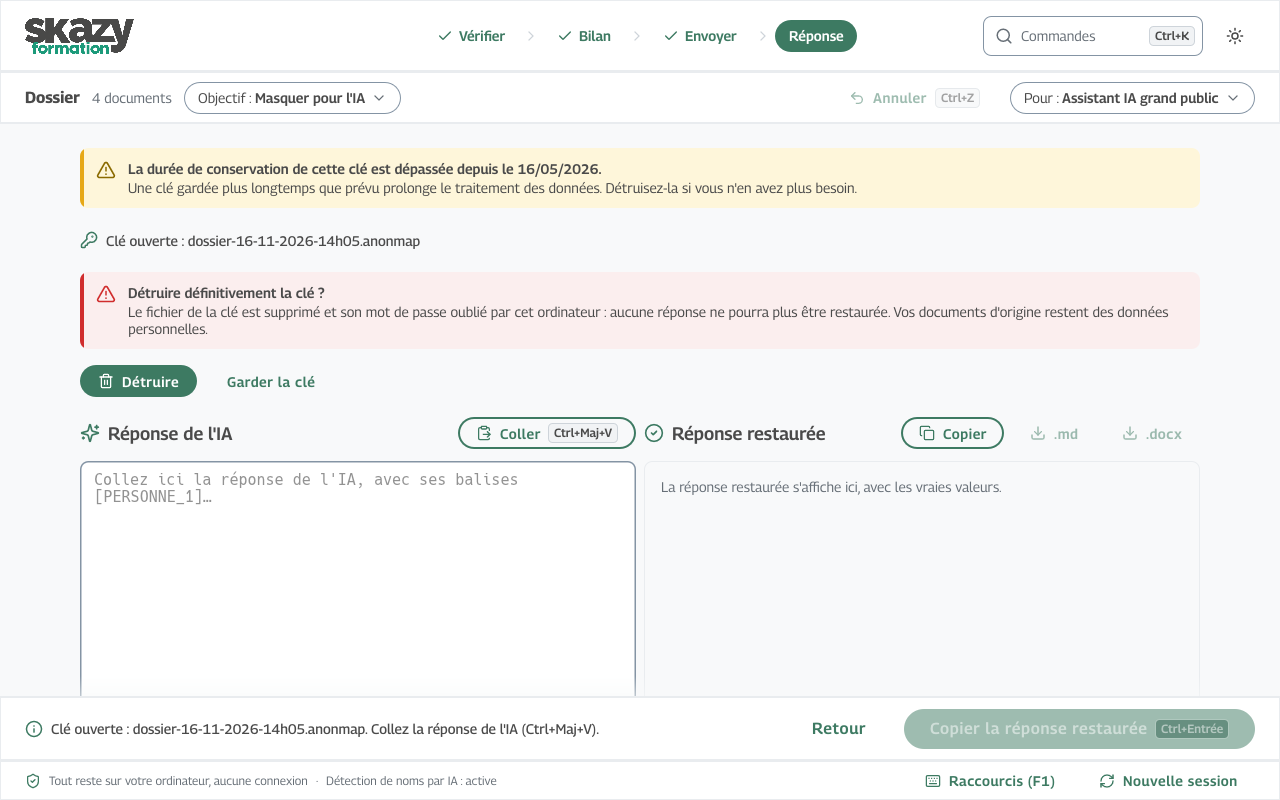 skazy
formation
Vérifier
Bilan
Envoyer
Réponse
Commandes
Ctrl+K
Dossier
4 documents
Objectif : Masquer pour l'IA
Annuler
Ctrl+Z
Pour : Assistant IA grand public
La durée de conservation de cette clé est dépassée depuis le 16/05/2026.
Une clé gardée plus longtemps que prévu prolonge le traitement des données. Détruisez-la si vous n'en avez plus besoin.
Clé ouverte : dossier-16-11-2026-14h05.anonmap
Détruire définitivement la clé ?
Le fichier de la clé est supprimé et son mot de passe oublié par cet ordinateur : aucune réponse ne pourra plus être restaurée. Vos documents d'origine restent des données
personnelles.
Détruire
Garder la clé
Réponse de l'IA
Coller
Ctrl+Maj+V
Réponse restaurée
Copier
.md
.docx
Collez ici la réponse de l'IA, avec ses balises
[PERSONNE_1]…
La réponse restaurée s'affiche ici, avec les vraies valeurs.
Clé ouverte : dossier-16-11-2026-14h05.anonmap. Collez la réponse de l'IA (Ctrl+Maj+V).
Retour
Copier la réponse restaurée
Ctrl+Entrée
Tout reste sur votre ordinateur, aucune connexion · Détection de noms par IA : active
Raccourcis (F1)
Nouvelle session